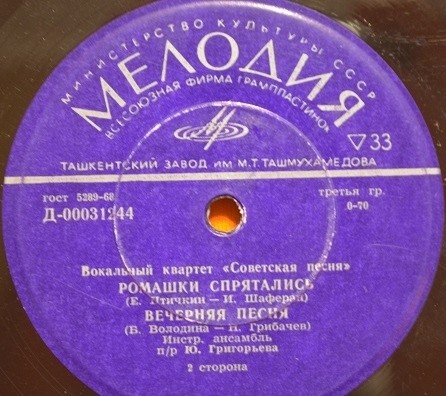 МИНИСТЕРСТВО КУЛЬТУРЫ СССР
МЕЛОДИЯ
ВСЕСОЮЗНАЯ ФИРМА ГРАМПЛАСТИНОК
▽33
ТАШКЕНТСКИЙ ЗАВОД ИМ М.Т.ТАШМУХАМЕДОВА
гост 5289-68 третья гр.
Д-00031244 0-70
Вокальный квартет «Советская песня»
РОМАШКИ СПРЯТАЛИСЬ
(Е. Птичкин — И. Шаферан)
ВЕЧЕРНЯЯ ПЕСНЯ
(Б. Володина — Н. Грибачев)
Инстр. ансамбль
п/р Ю. Григорьева
2 сторона